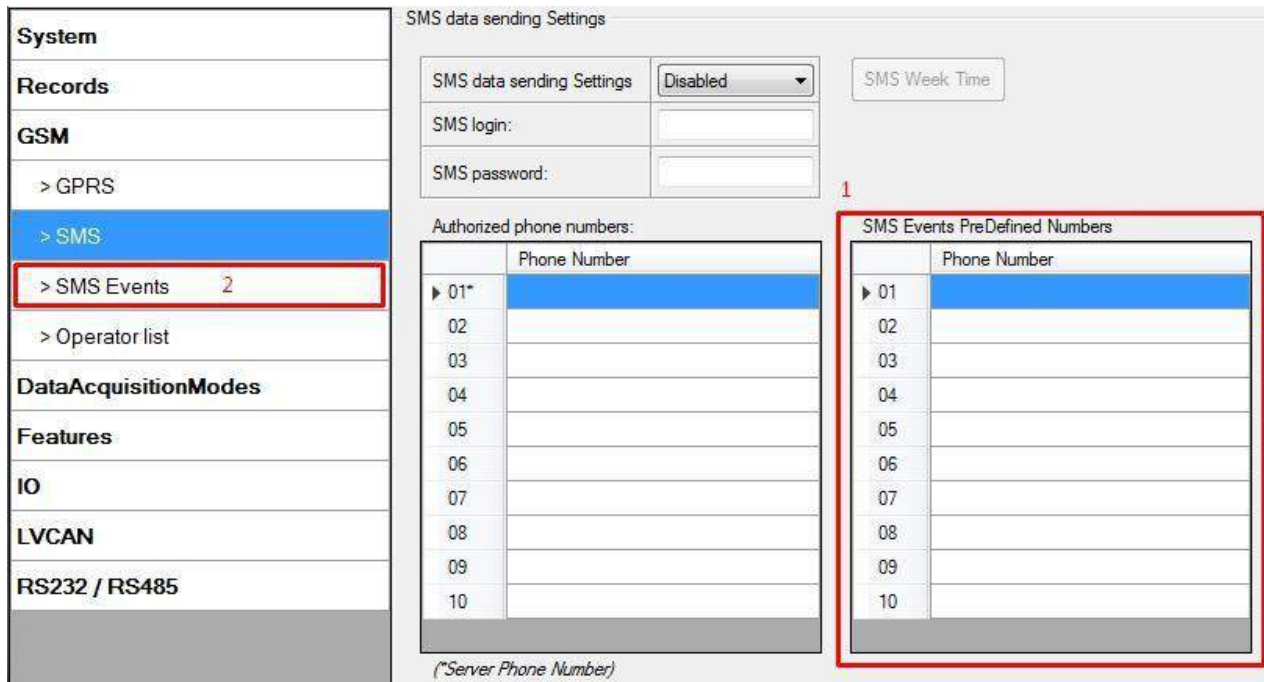 System
Records
GSM
> GPRS
> SMS
> SMS Events 2
> Operator list
DataAcquisitionModes
Features
IO
LVCAN
RS232 / RS485
SMS data sending Settings
SMS data sending Settings Disabled
SMS Week Time
SMS login:
SMS password:
Authorized phone numbers:
Phone Number
01*
02
03
04
05
06
07
08
09
10
(*Server Phone Number)
1
SMS Events PreDefined Numbers
Phone Number
01
02
03
04
05
06
07
08
09
10